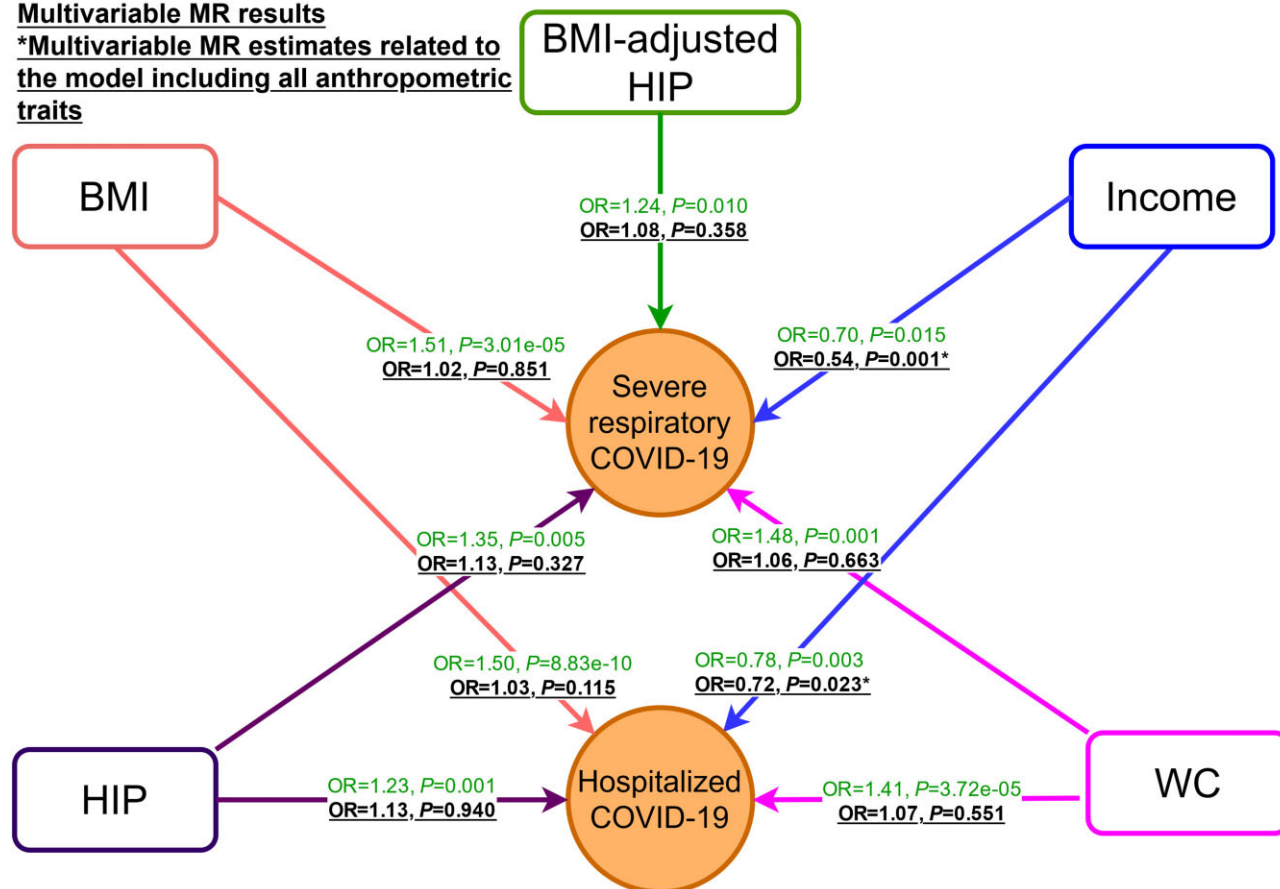 Multivariable MR results
*Multivariable MR estimates related to
the model including all anthropometric
traits
BMI-adjusted
HIP
BMI
Income
OR=1.24, P=0.010
OR=1.08, P=0.358
OR=1.51, P=3.01e-05
OR=1.02, P=0.851
OR=0.70, P=0.015
OR=0.54, P=0.001*
Severe
respiratory
COVID-19
OR=1.35, P=0.005
OR=1.13, P=0.327
OR=1.48, P=0.001
OR=1.06, P=0.663
OR=1.50, P=8.83e-10
OR=1.03, P=0.115
OR=0.78, P=0.003
OR=0.72, P=0.023*
HIP
OR=1.23, P=0.001
OR=1.13, P=0.940
Hospitalized
COVID-19
OR=1.41, P=3.72e-05
OR=1.07, P=0.551
WC